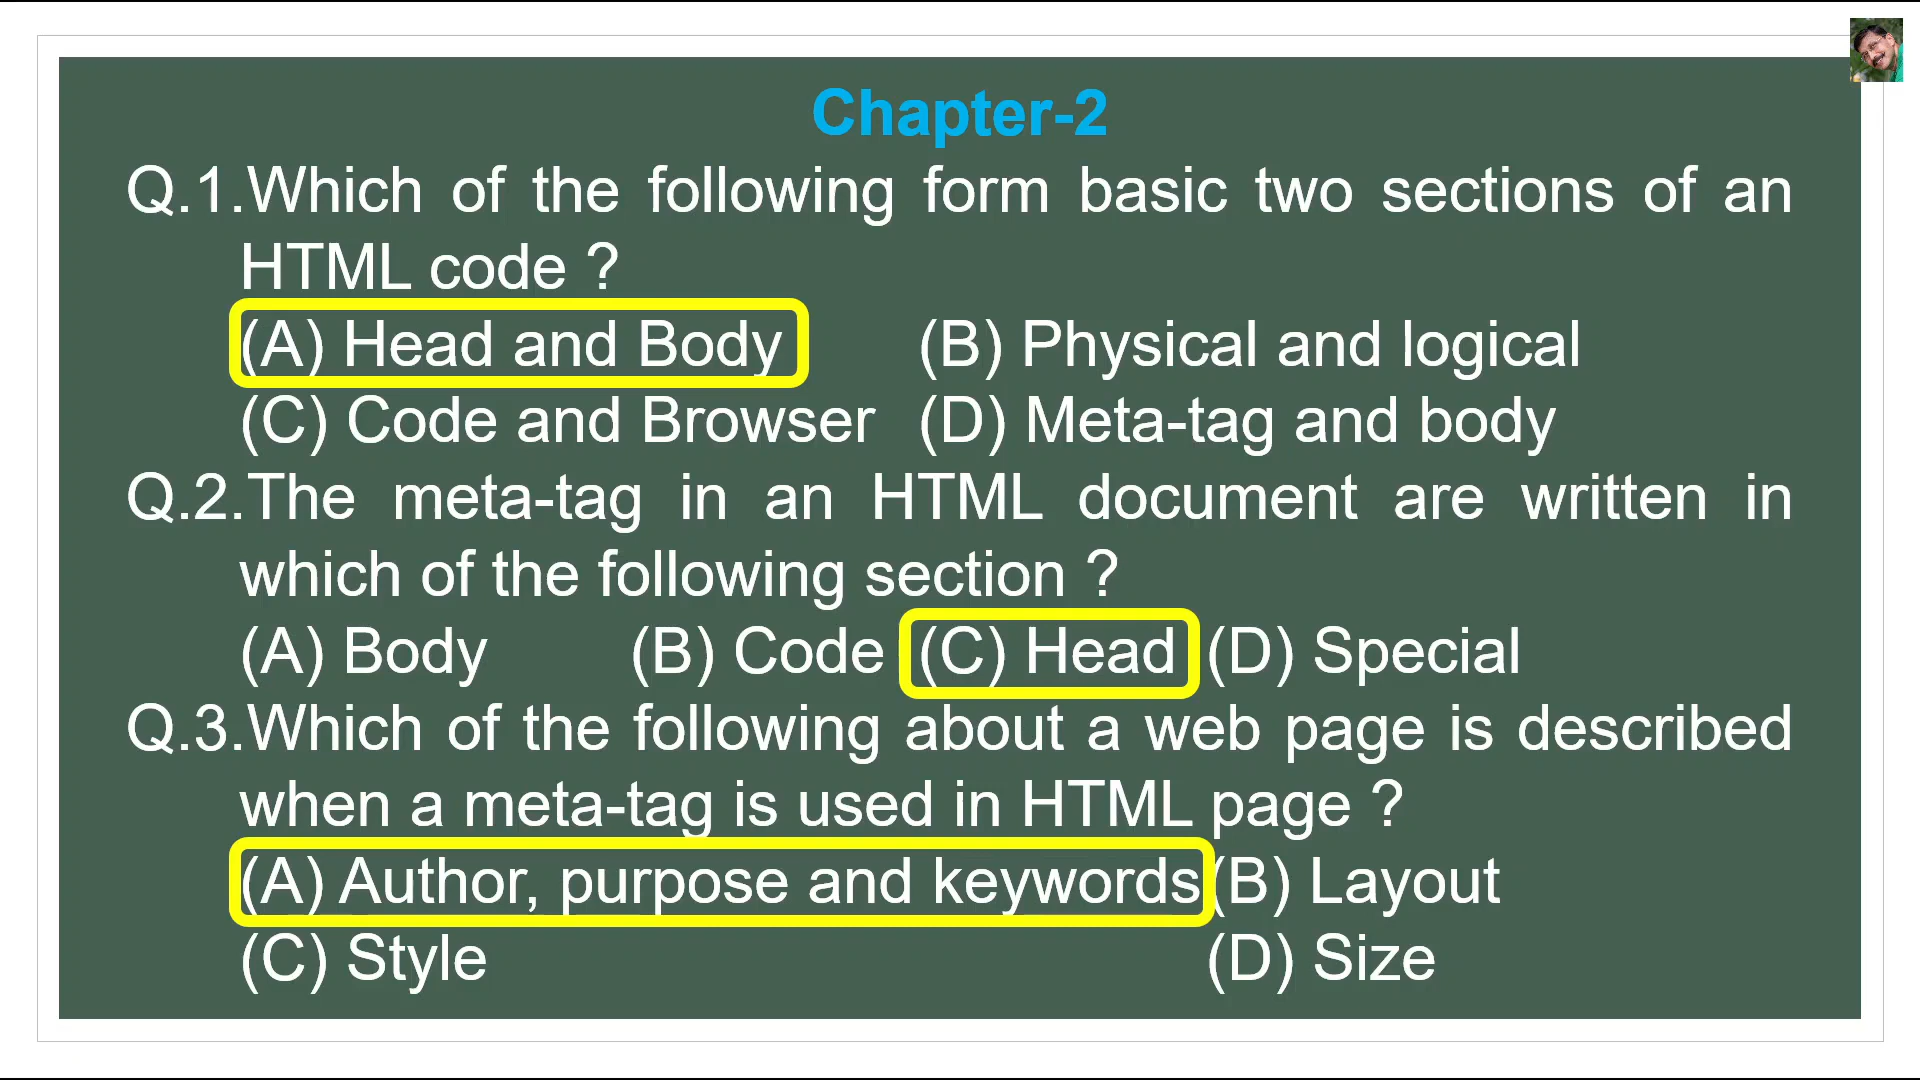 Chapter-2
Q.1.Which of the following form basic two sections of an
HTML code ?
(A) Head and Body (B) Physical and logical
(C) Code and Browser (D) Meta-tag and body
Q.2.The meta-tag in an HTML document are written in
which of the following section ?
(A) Body (B) Code (C) Head (D) Special
Q.3.Which of the following about a web page is described
when a meta-tag is used in HTML page ?
(A) Author, purpose and keywords (B) Layout
(C) Style (D) Size